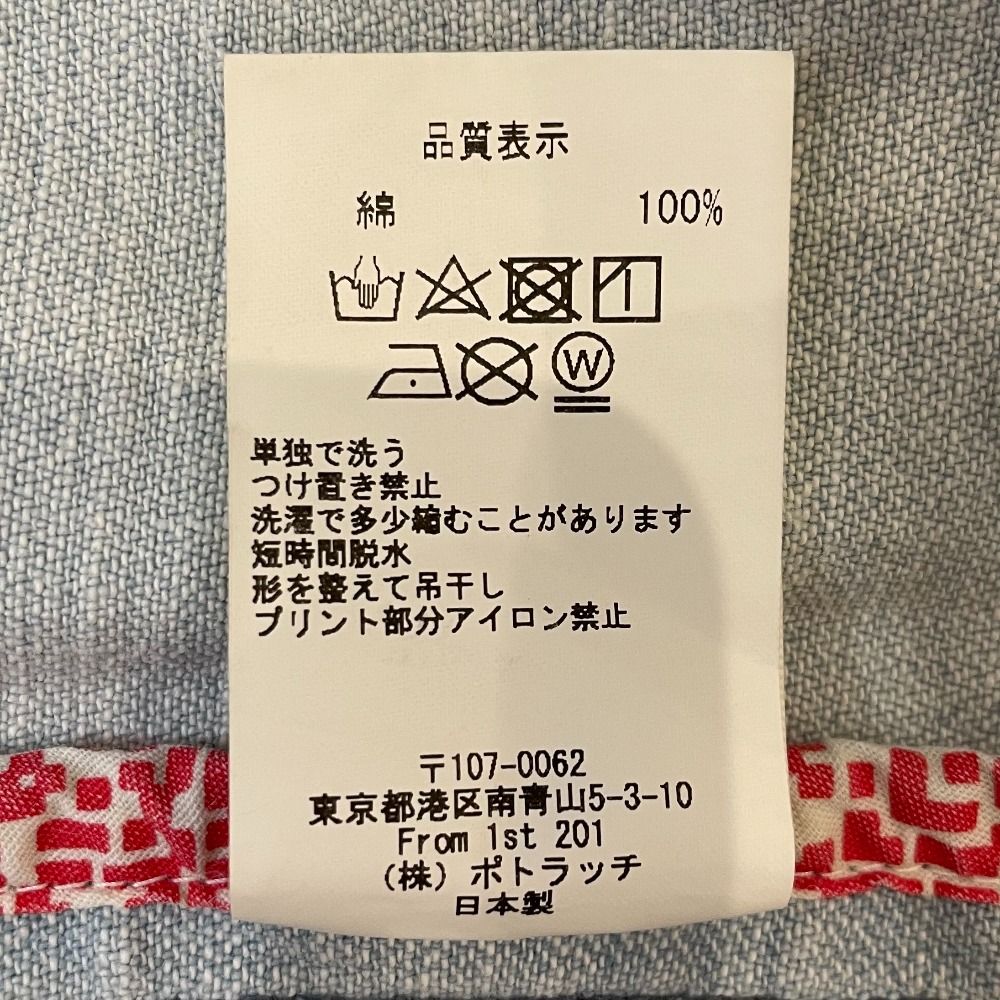 品質表示
綿 100%
W
単独で洗う
つけ置き禁止
洗濯で多少縮むことがあります
短時間脱水
形を整えて吊干し
プリント部分アイロン禁止
〒107-0062
東京都港区南青山5-3-10
From 1st 201
(株) ポトラッチ
日本製